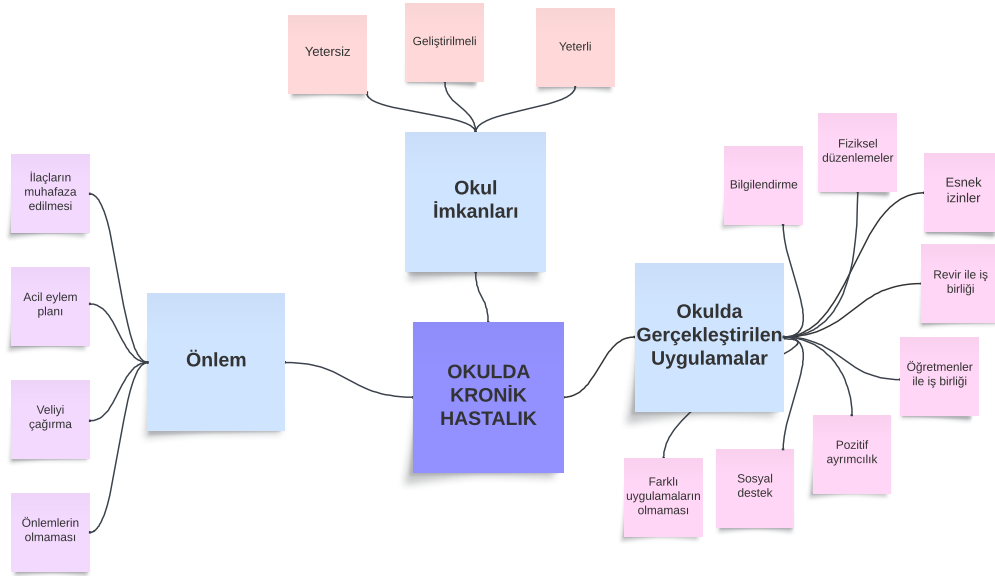 Yetersiz
Geliştirilmeli
Yeterli
Okul
İmkanları
İlaçların
muhafaza
edilmesi
Acil eylem
planı
Veliyi
çağırma
Önlemlerin
olmaması
Önlem
OKULDA
KRONİK
HASTALIK
Okulda
Gerçekleştirilen
Uygulamalar
Bilgilendirme
Fiziksel
düzenlemeler
Esnek
izinler
Revir ile iş
birliği
Öğretmenler
ile iş birliği
Pozitif
ayrımcılık
Sosyal
destek
Farklı
uygulamaların
olmaması